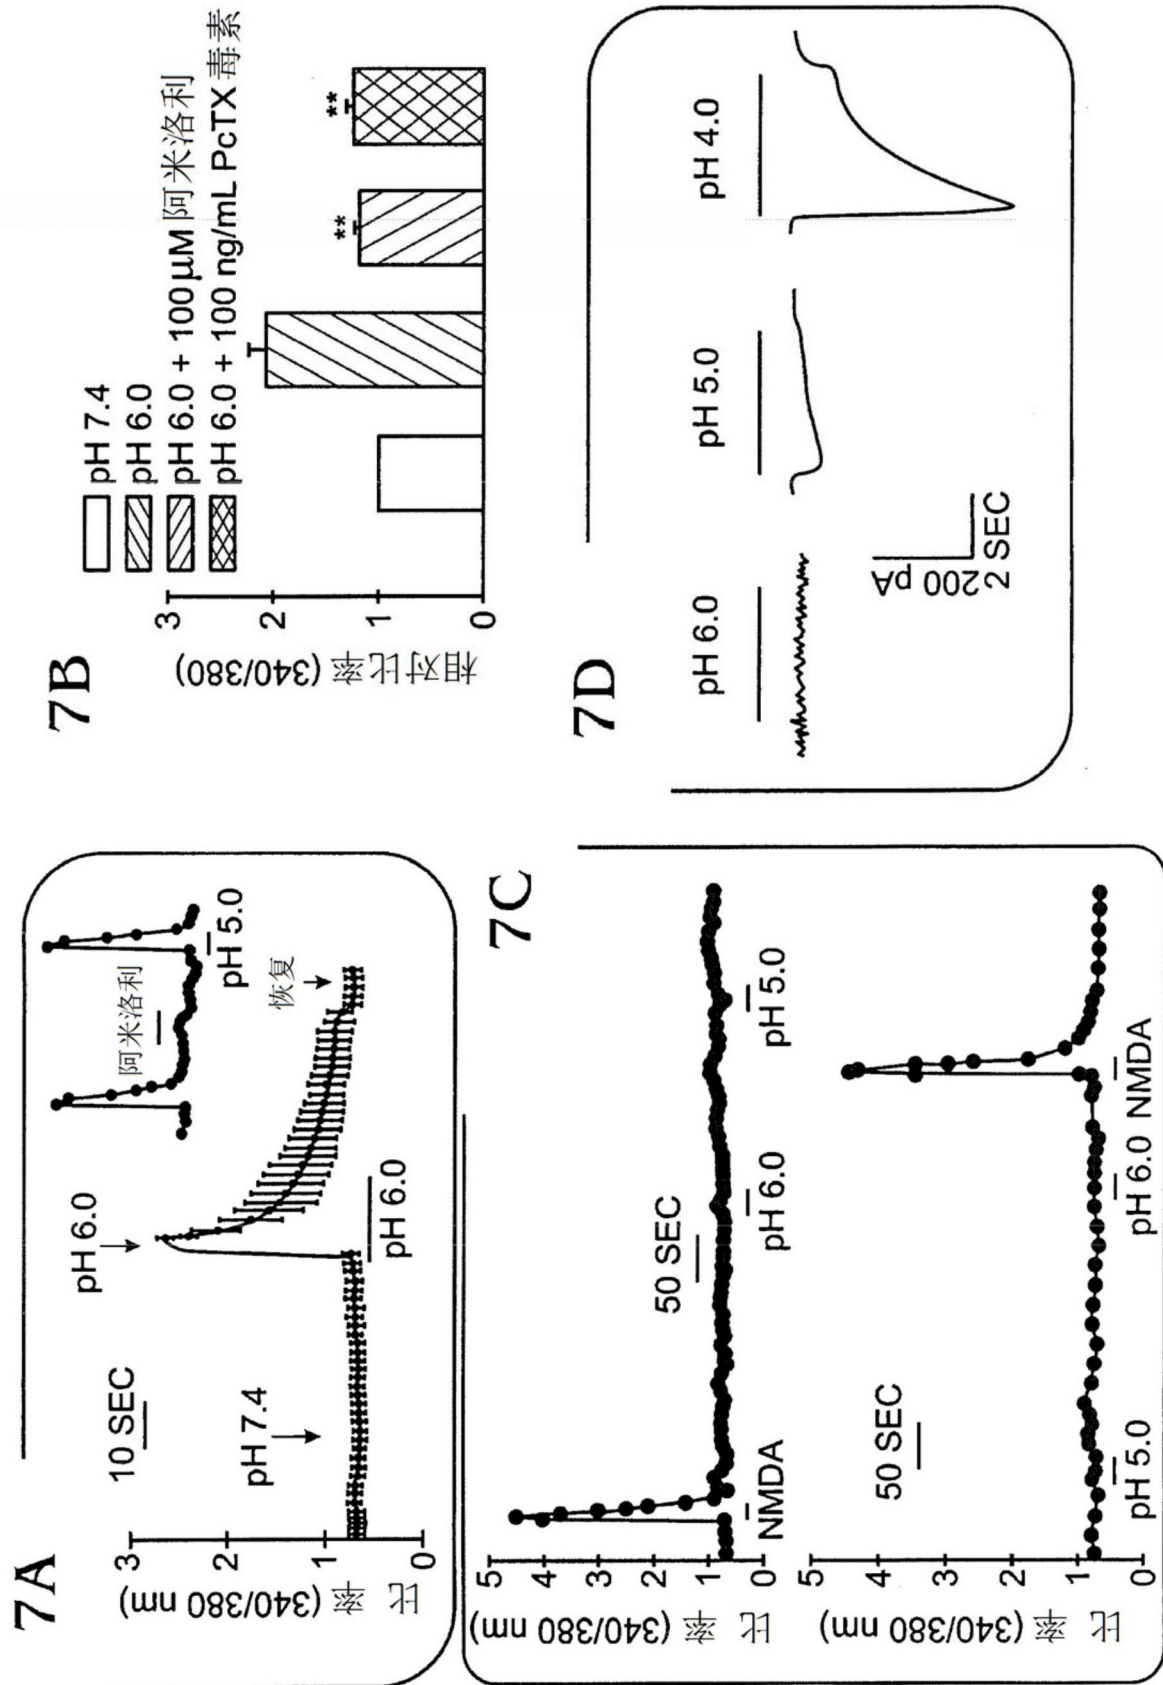 7A
比 率 (340/380 nm)
3
2
1
0
10 SEC
pH 7.4
pH 6.0
pH 6.0
恢复
阿米洛利
pH 5.0
7B
相对比率 (340/380)
3
2
1
0
pH 7.4
pH 6.0
pH 6.0 + 100 µM 阿米洛利
pH 6.0 + 100 ng/mL PcTX 毒素
**
**
7C
比 率 (340/380 nm)
5
4
3
2
1
0
NMDA
50 SEC
pH 6.0
pH 5.0
比 率 (340/380 nm)
5
4
3
2
1
0
50 SEC
pH 5.0
pH 6.0 NMDA
7D
pH 6.0
pH 5.0
pH 4.0
200 pA
2 SEC